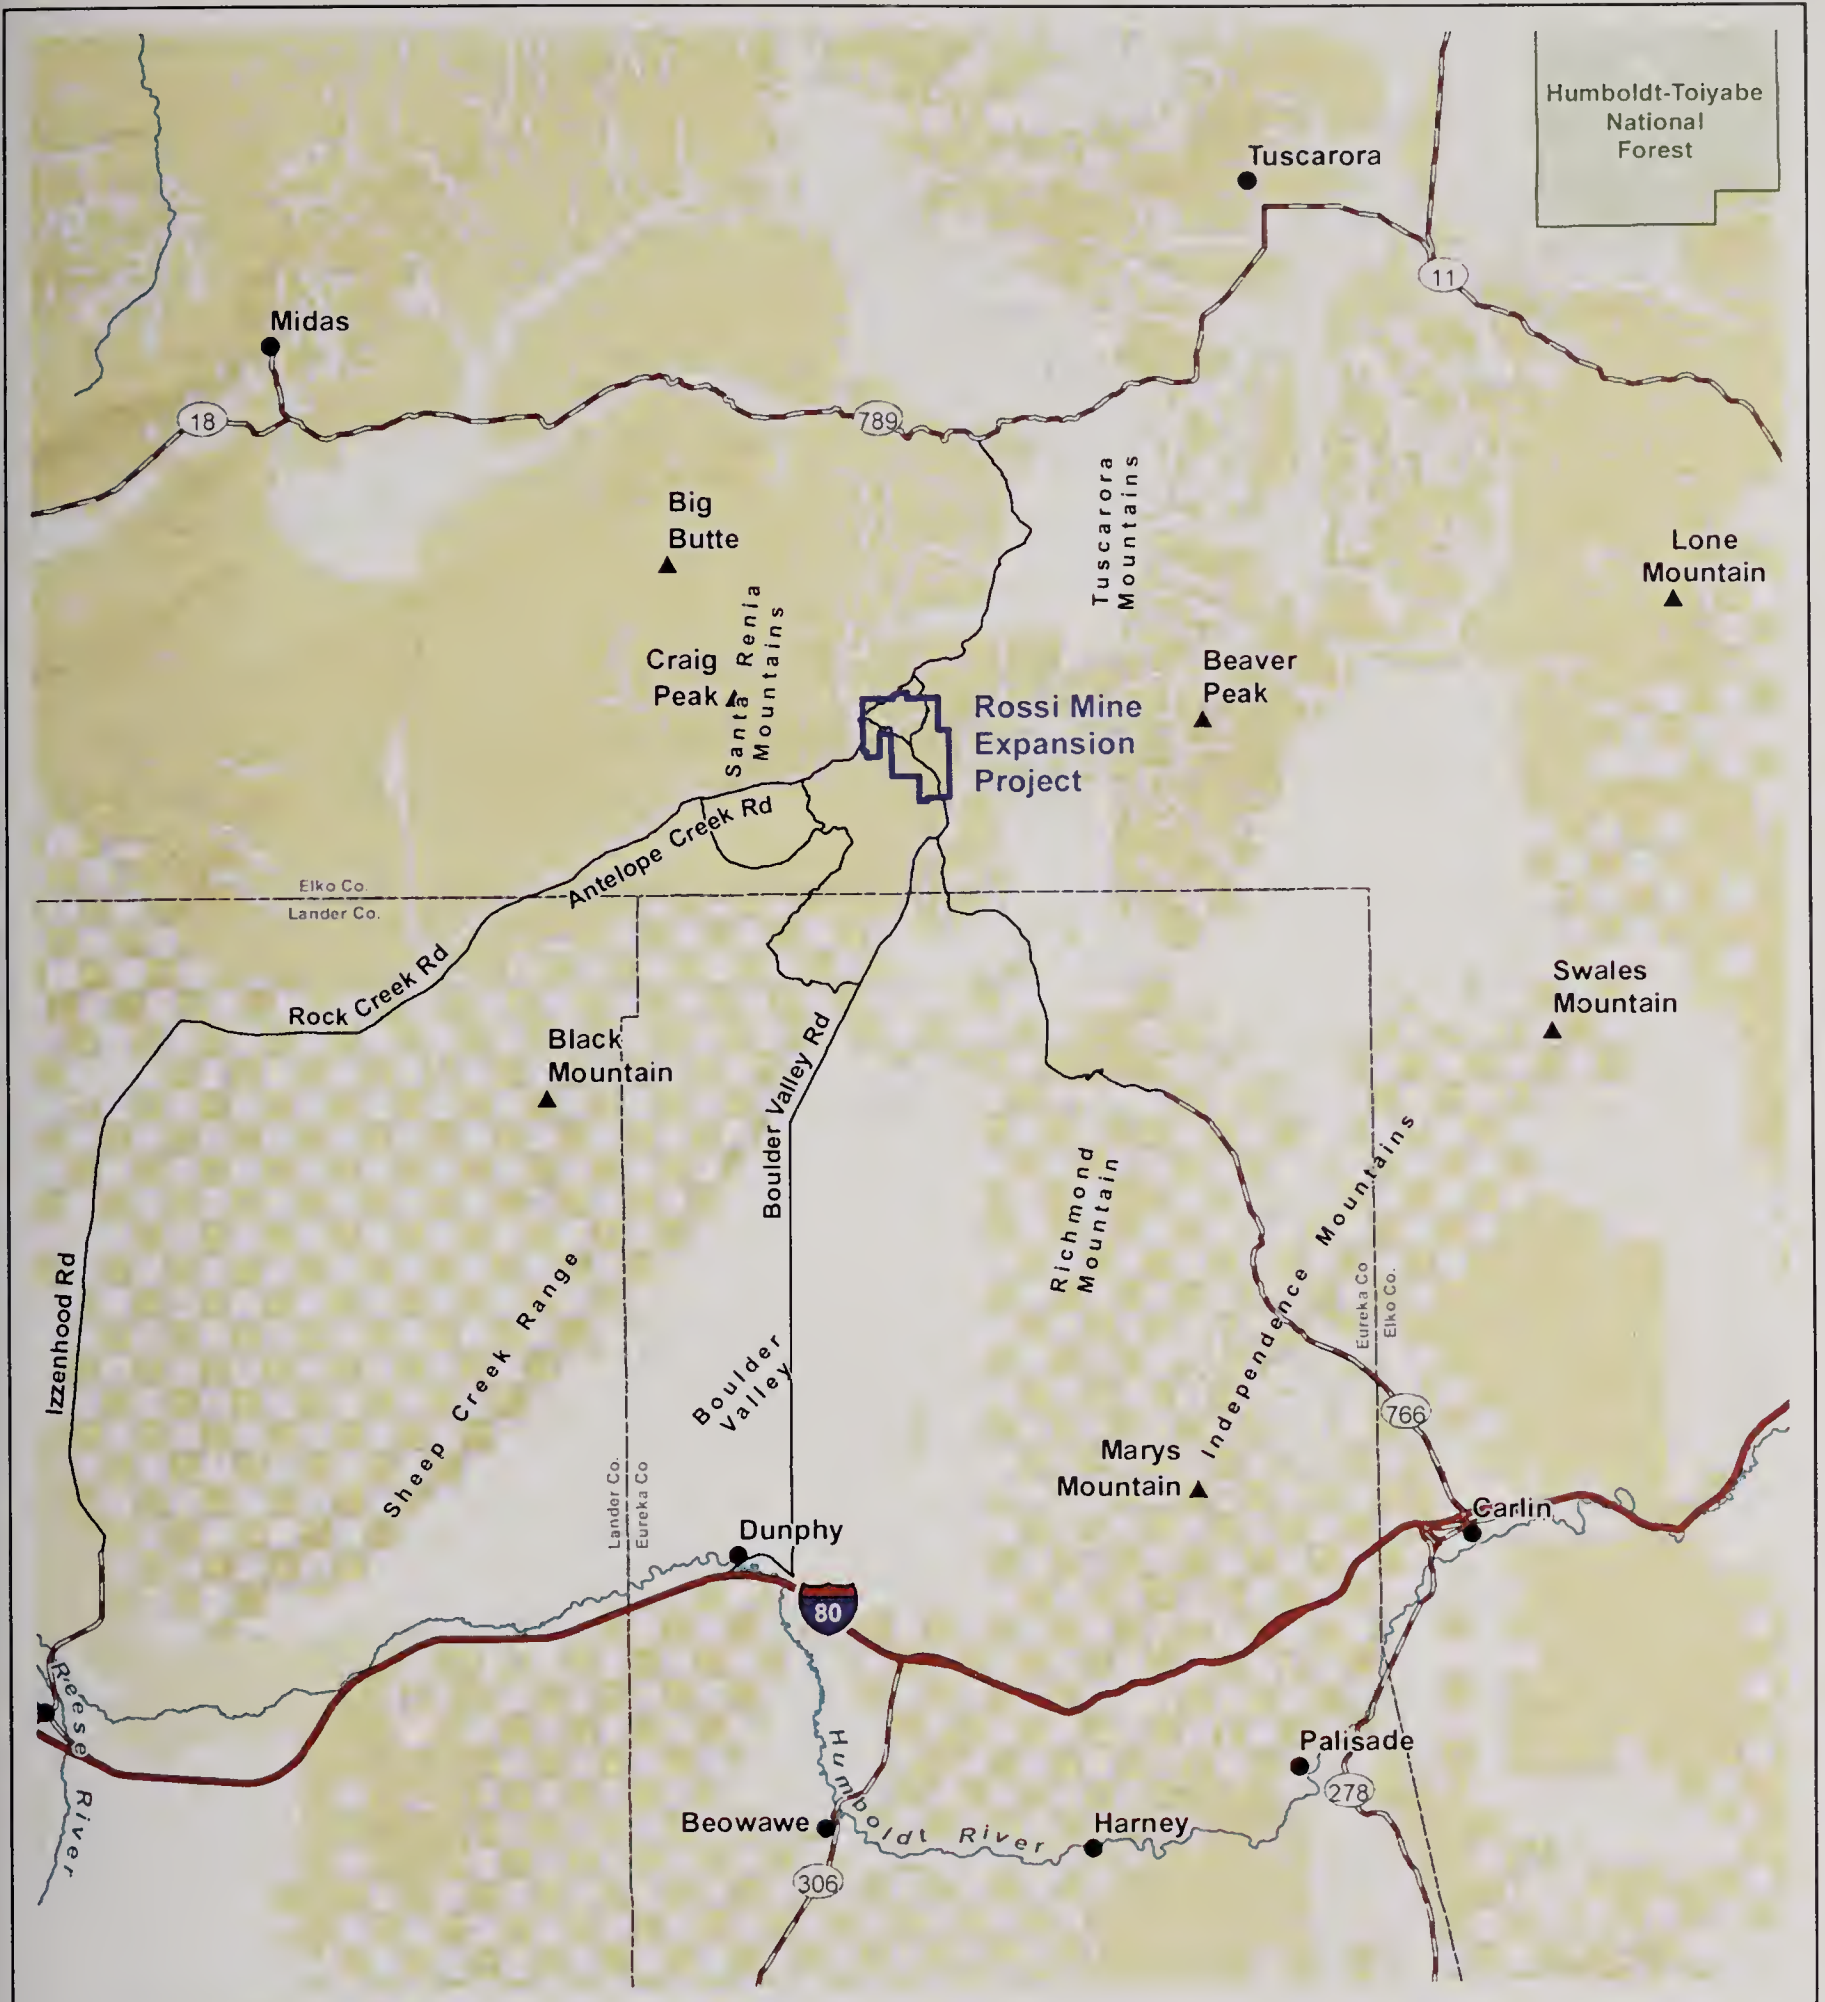 Humboldt-Toiyabe
National
Forest
Tuscarora
11
Midas
18
789
Tuscarora
Mountains
Big
Butte
Lone
Mountain
Santa Renia
Mountains
Craig
Peak
Beaver
Peak
Rossi Mine
Expansion
Project
Antelope Creek Rd
Elko Co.
Lander Co.
Rock Creek Rd
Swales
Mountain
Black
Mountain
Boulder Valley Rd
Richmond
Mountain
Independence Mountains
Izzenhood Rd
Sheep Creek Range
Eureka Co
Elko Co.
Boulder
Valley
766
Marys
Mountain
Lander Co.
Eureka Co
Carlin
Dunphy
80
Reese River
Humboldt River
Palisade
278
Beowawe
Harney
306